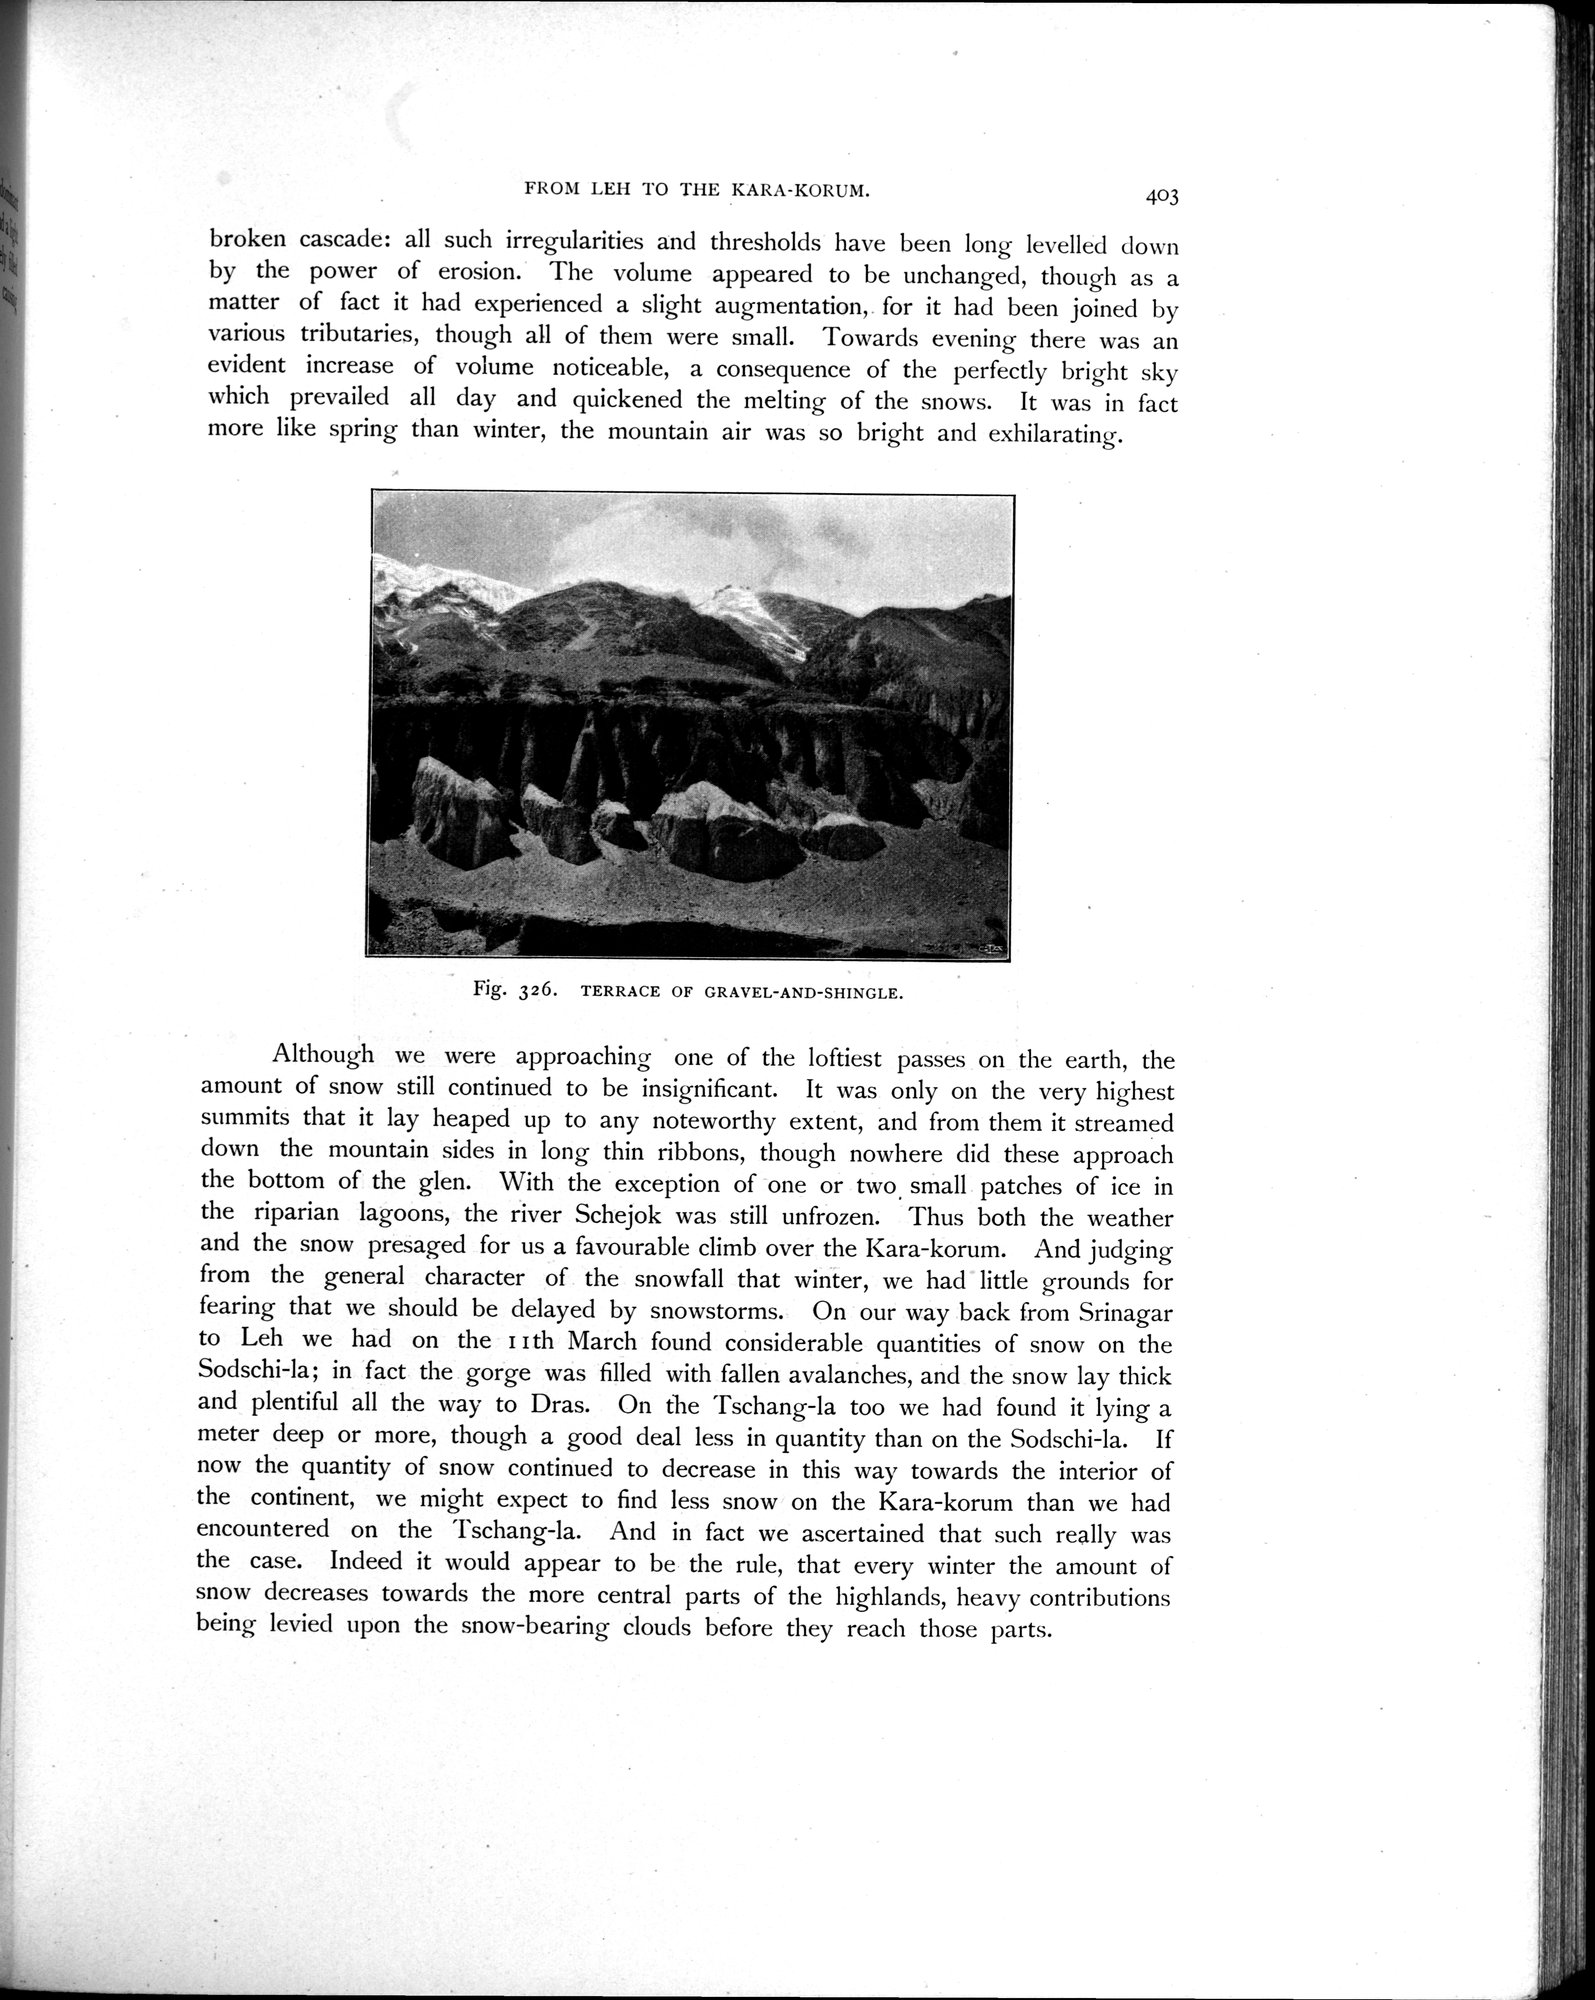 FROM LEH TO THE KARA-KORUM.
403
broken cascade: all such irregularities and thresholds have been long levelled down
by the power of erosion. The volume appeared to be unchanged, though as a
matter of fact it had experienced a slight augmentation, for it had been joined by
various tributaries, though all of them were small. Towards evening there was an
evident increase of volume noticeable, a consequence of the perfectly bright sky
which prevailed all day and quickened the melting of the snows. It was in fact
more like spring than winter, the mountain air was so bright and exhilarating.
Fig. 326. TERRACE OF GRAVEL-AND-SHINGLE.
Although we were approaching one of the loftiest passes on the earth, the
amount of snow still continued to be insignificant. It was only on the very highest
summits that it lay heaped up to any noteworthy extent, and from them it streamed
down the mountain sides in long thin ribbons, though nowhere did these approach
the bottom of the glen. With the exception of one or two small patches of ice in
the riparian lagoons, the river Schejok was still unfrozen. Thus both the weather
and the snow presaged for us a favourable climb over the Kara-korum. And judging
from the general character of the snowfall that winter, we had little grounds for
fearing that we should be delayed by snowstorms. On our way back from Srinagar
to Leh we had on the 11th March found considerable quantities of snow on the
Sodschi-la; in fact the gorge was filled with fallen avalanches, and the snow lay thick
and plentiful all the way to Dras. On the Tschang-la too we had found it lying a
meter deep or more, though a good deal less in quantity than on the Sodschi-la. If
now the quantity of snow continued to decrease in this way towards the interior of
the continent, we might expect to find less snow on the Kara-korum than we had
encountered on the Tschang-la. And in fact we ascertained that such really was
the case. Indeed it would appear to be the rule, that every winter the amount of
snow decreases towards the more central parts of the highlands, heavy contributions
being levied upon the snow-bearing clouds before they reach those parts.